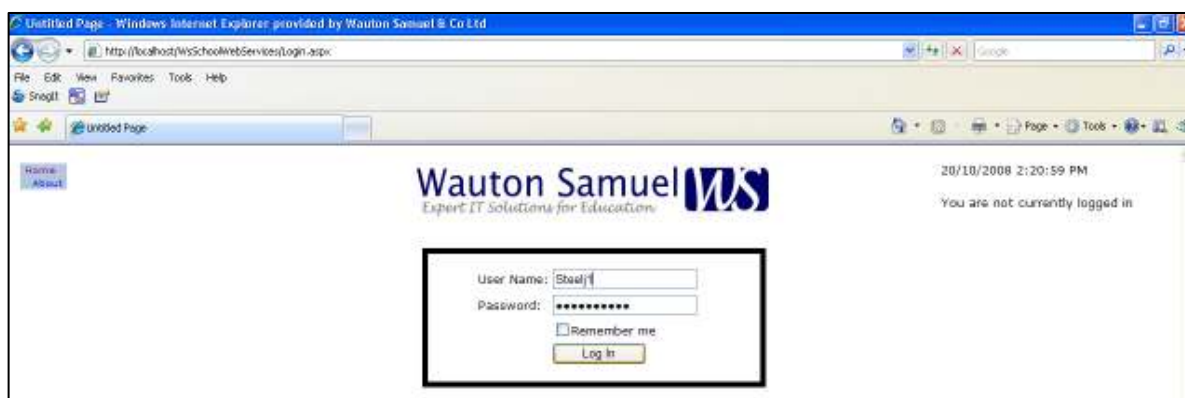 Untitled Page - Windows Internet Explorer provided by Wauton Samuel & Co Ltd
http://localhost/WsSchoolWebServices/Login.aspx
Google
File Edit View Favorites Tools Help
SnagIt
Untitled Page
Page Tools
Home
About
Wauton Samuel WS
Expert IT Solutions for Education
20/10/2008 2:20:59 PM
You are not currently logged in
User Name: Steelj1
Password: ••••••••••
Remember me
Log In